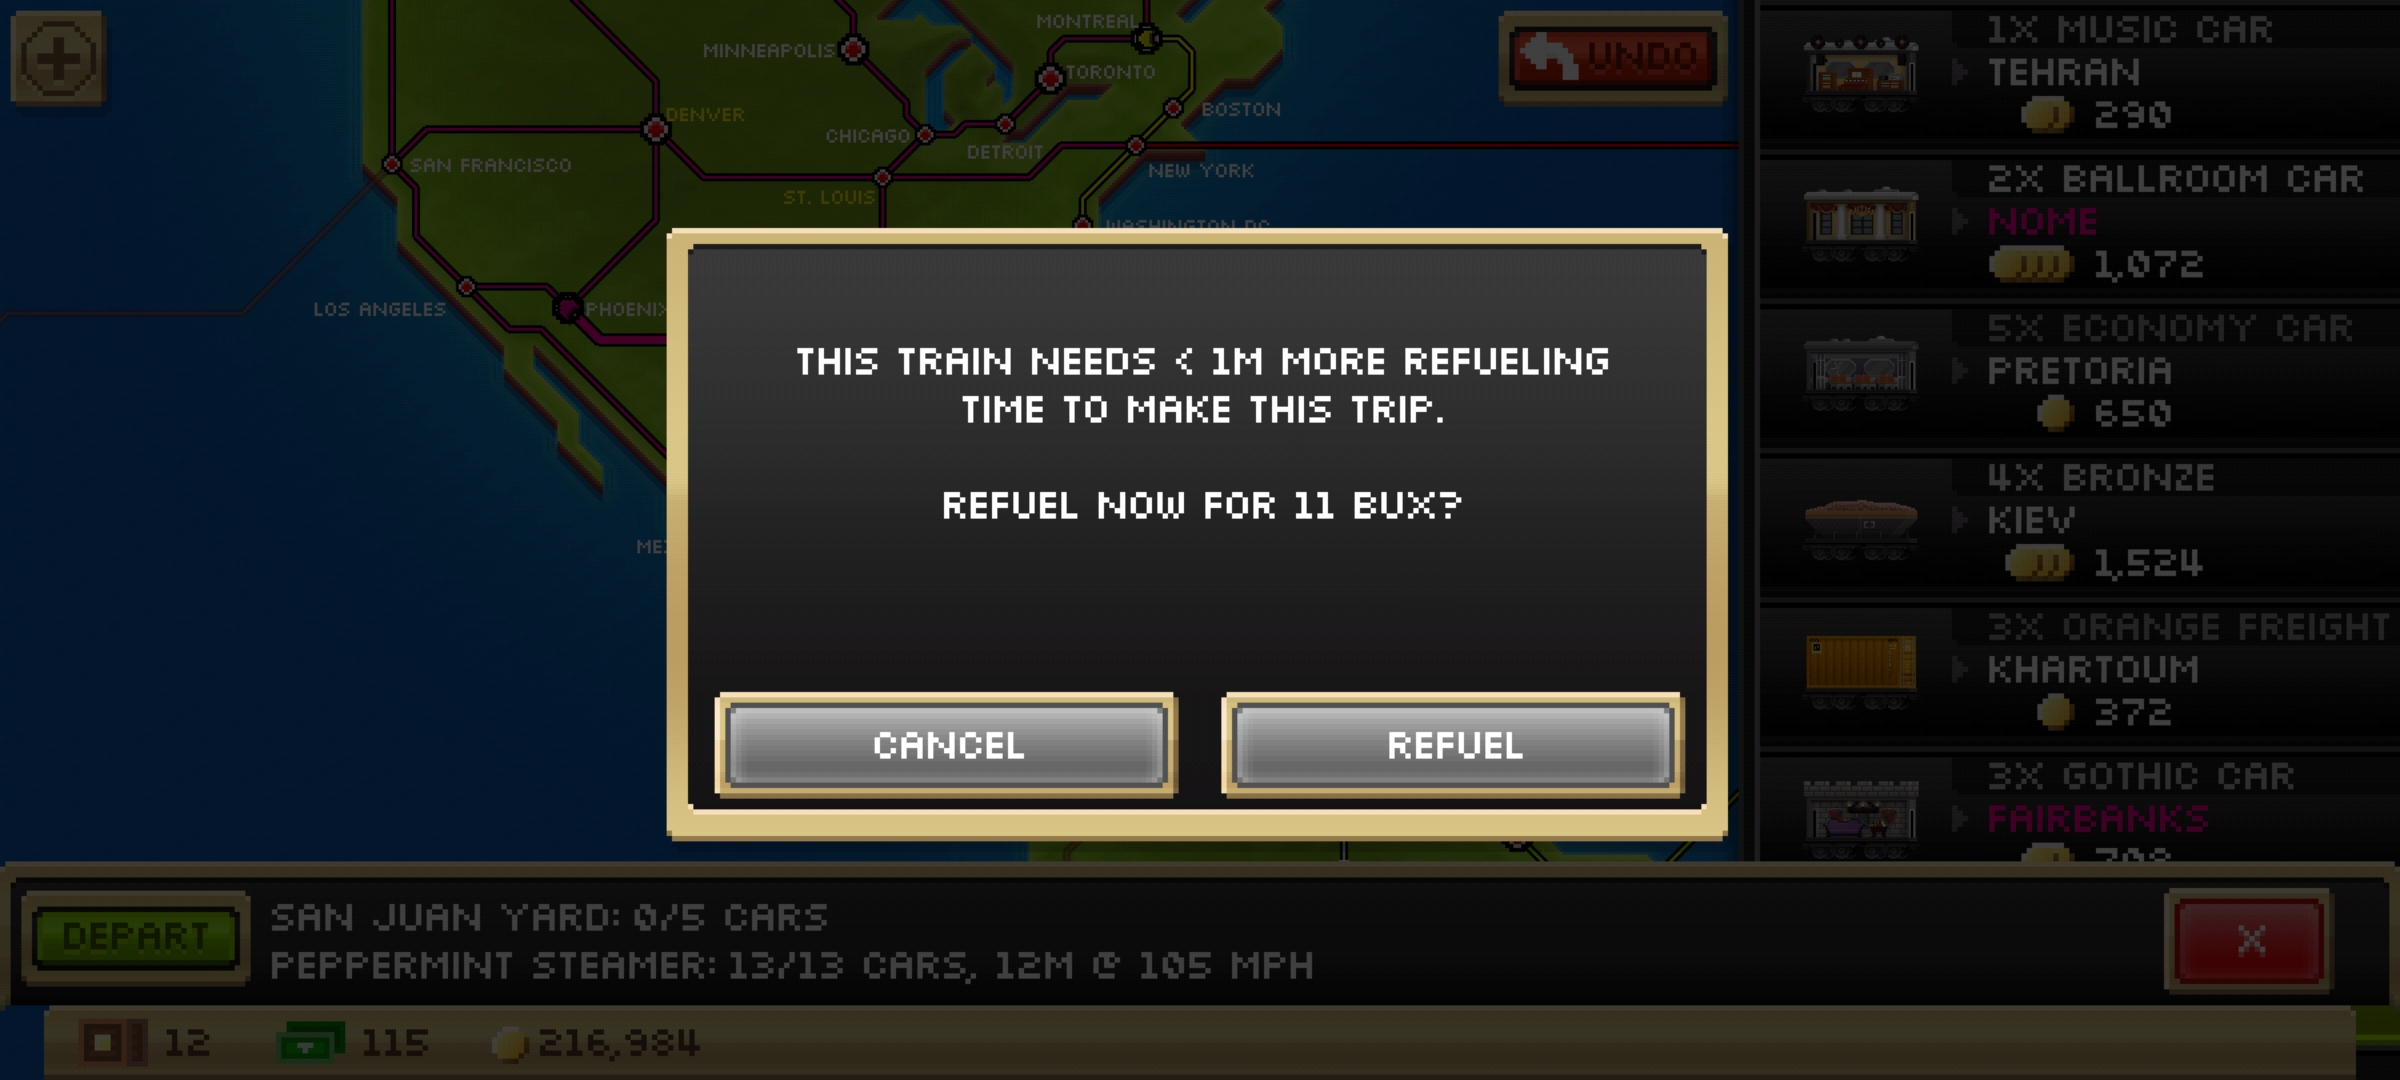 MONTREAL
MINNEAPOLIS
TORONTO
DENVER
BOSTON
CHICAGO
DETROIT
SAN FRANCISCO
NEW YORK
ST. LOUIS
WASHINGTON DC
LOS ANGELES
PHOENIX
UNDO
1X MUSIC CAR
TEHRAN
290
2X BALLROOM CAR
NOME
1,072
5X ECONOMY CAR
PRETORIA
650
4X BRONZE
KIEV
1,524
3X ORANGE FREIGHT
KHARTOUM
372
3X GOTHIC CAR
FAIRBANKS
THIS TRAIN NEEDS < 1M MORE REFUELING
TIME TO MAKE THIS TRIP.
REFUEL NOW FOR 11 BUX?
CANCEL
REFUEL
DEPART
SAN JUAN YARD: 0/5 CARS
PEPPERMINT STEAMER: 13/13 CARS, 12M @ 105 MPH
X
12
115
216,984